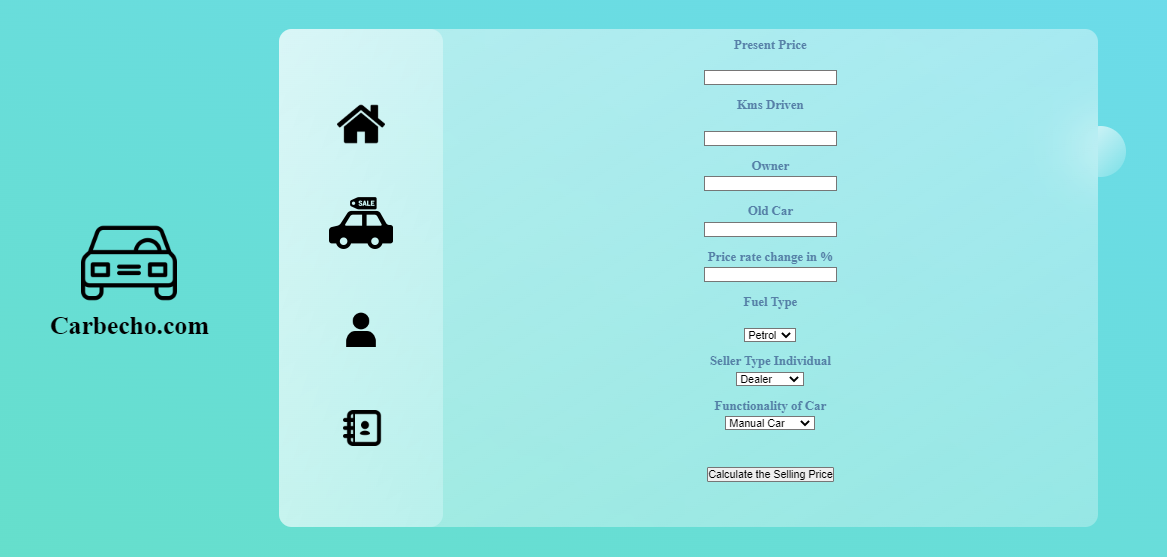 Carbecho.com
SALE
Present Price
Kms Driven
Owner
Old Car
Price rate change in %
Fuel Type
Petrol
Seller Type Individual
Dealer
Functionality of Car
Manual Car
Calculate the Selling Price